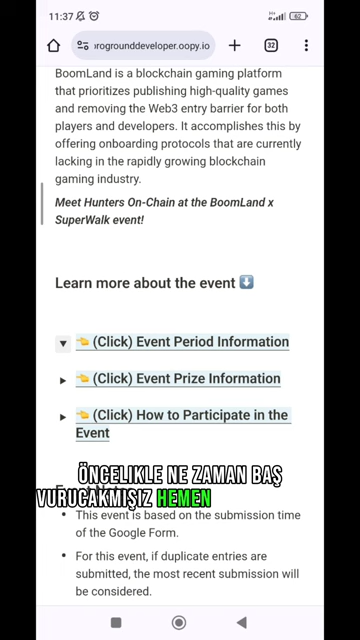 11:37
62
rogrounddeveloper.oopy.io
32
BoomLand is a blockchain gaming platform
that prioritizes publishing high-quality games
and removing the Web3 entry barrier for both
players and developers. It accomplishes this by
offering onboarding protocols that are currently
lacking in the rapidly growing blockchain
gaming industry.
Meet Hunters On-Chain at the BoomLand x
SuperWalk event!
Learn more about the event
(Click) Event Period Information
(Click) Event Prize Information
(Click) How to Participate in the
Event
ÖNCELIKLE NE ZAMAN BAŞ
VURUCAKMIŞIZ HEMEN
This event is based on the submission time
of the Google Form.
For this event, if duplicate entries are
submitted, the most recent submission will
be considered.